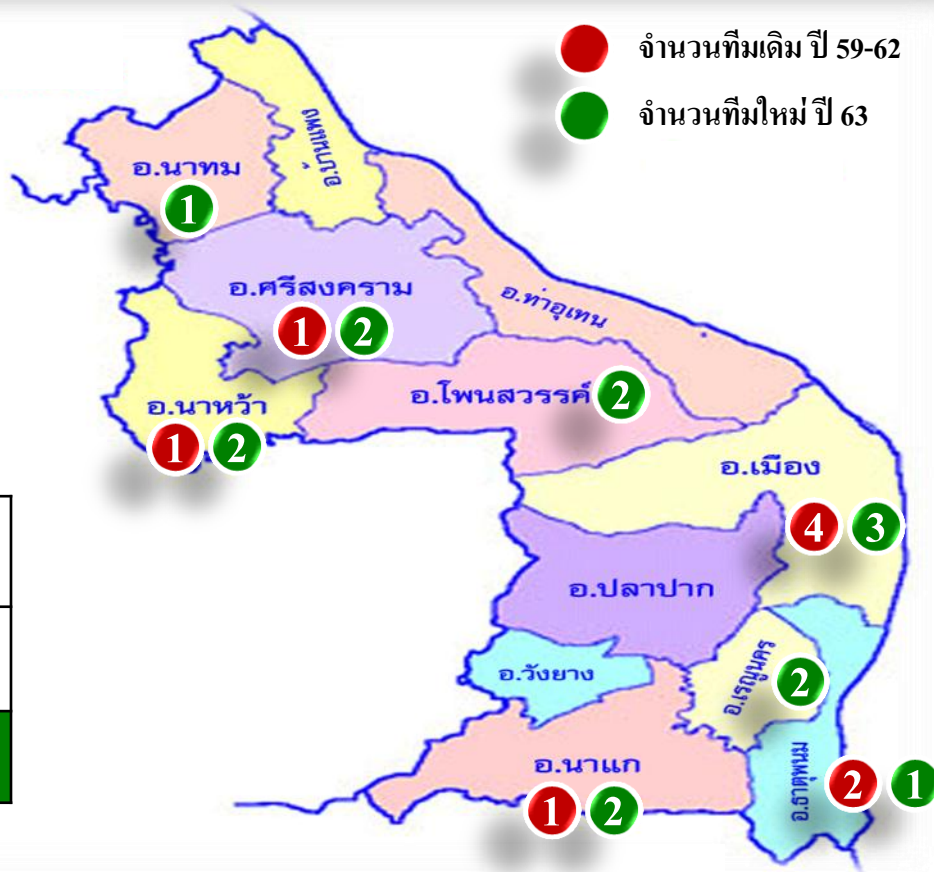 จำนวนทีมเดิม ปี 59-62
จำนวนทีมใหม่ ปี 63
อ.บ้านแพง
อ.นาทม
1
อ.ศรีสงคราม
1 2
อ.ท่าอุเทน
อ.นาหว้า
1 2
อ.โพนสวรรค์ 2
อ.เมือง
4 3
อ.ปลาปาก
อ.วังยาง
อ.เรณูนคร
2
อ.นาแก
1 2
อ.ธาตุพนม
2 1